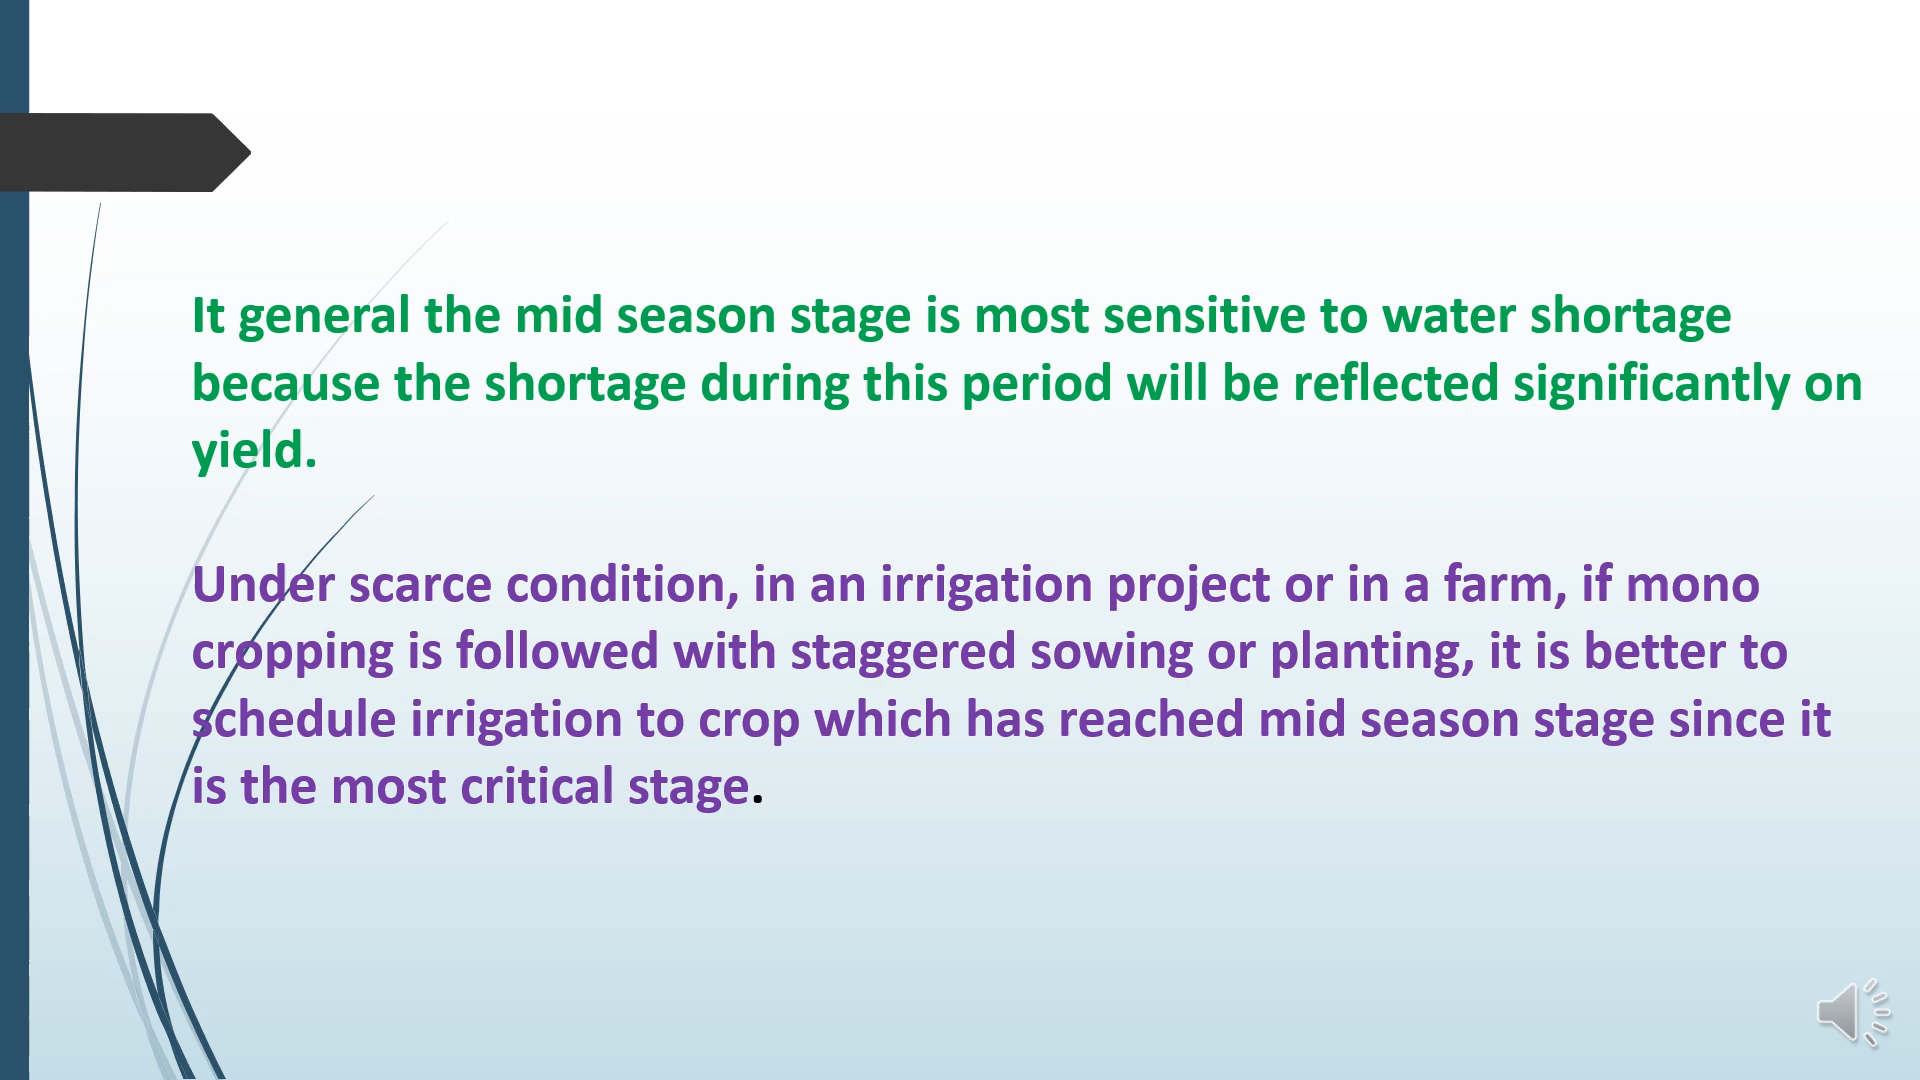 It general the mid season stage is most sensitive to water shortage
because the shortage during this period will be reflected significantly on
yield.
Under scarce condition, in an irrigation project or in a farm, if mono
cropping is followed with staggered sowing or planting, it is better to
schedule irrigation to crop which has reached mid season stage since it
is the most critical stage.